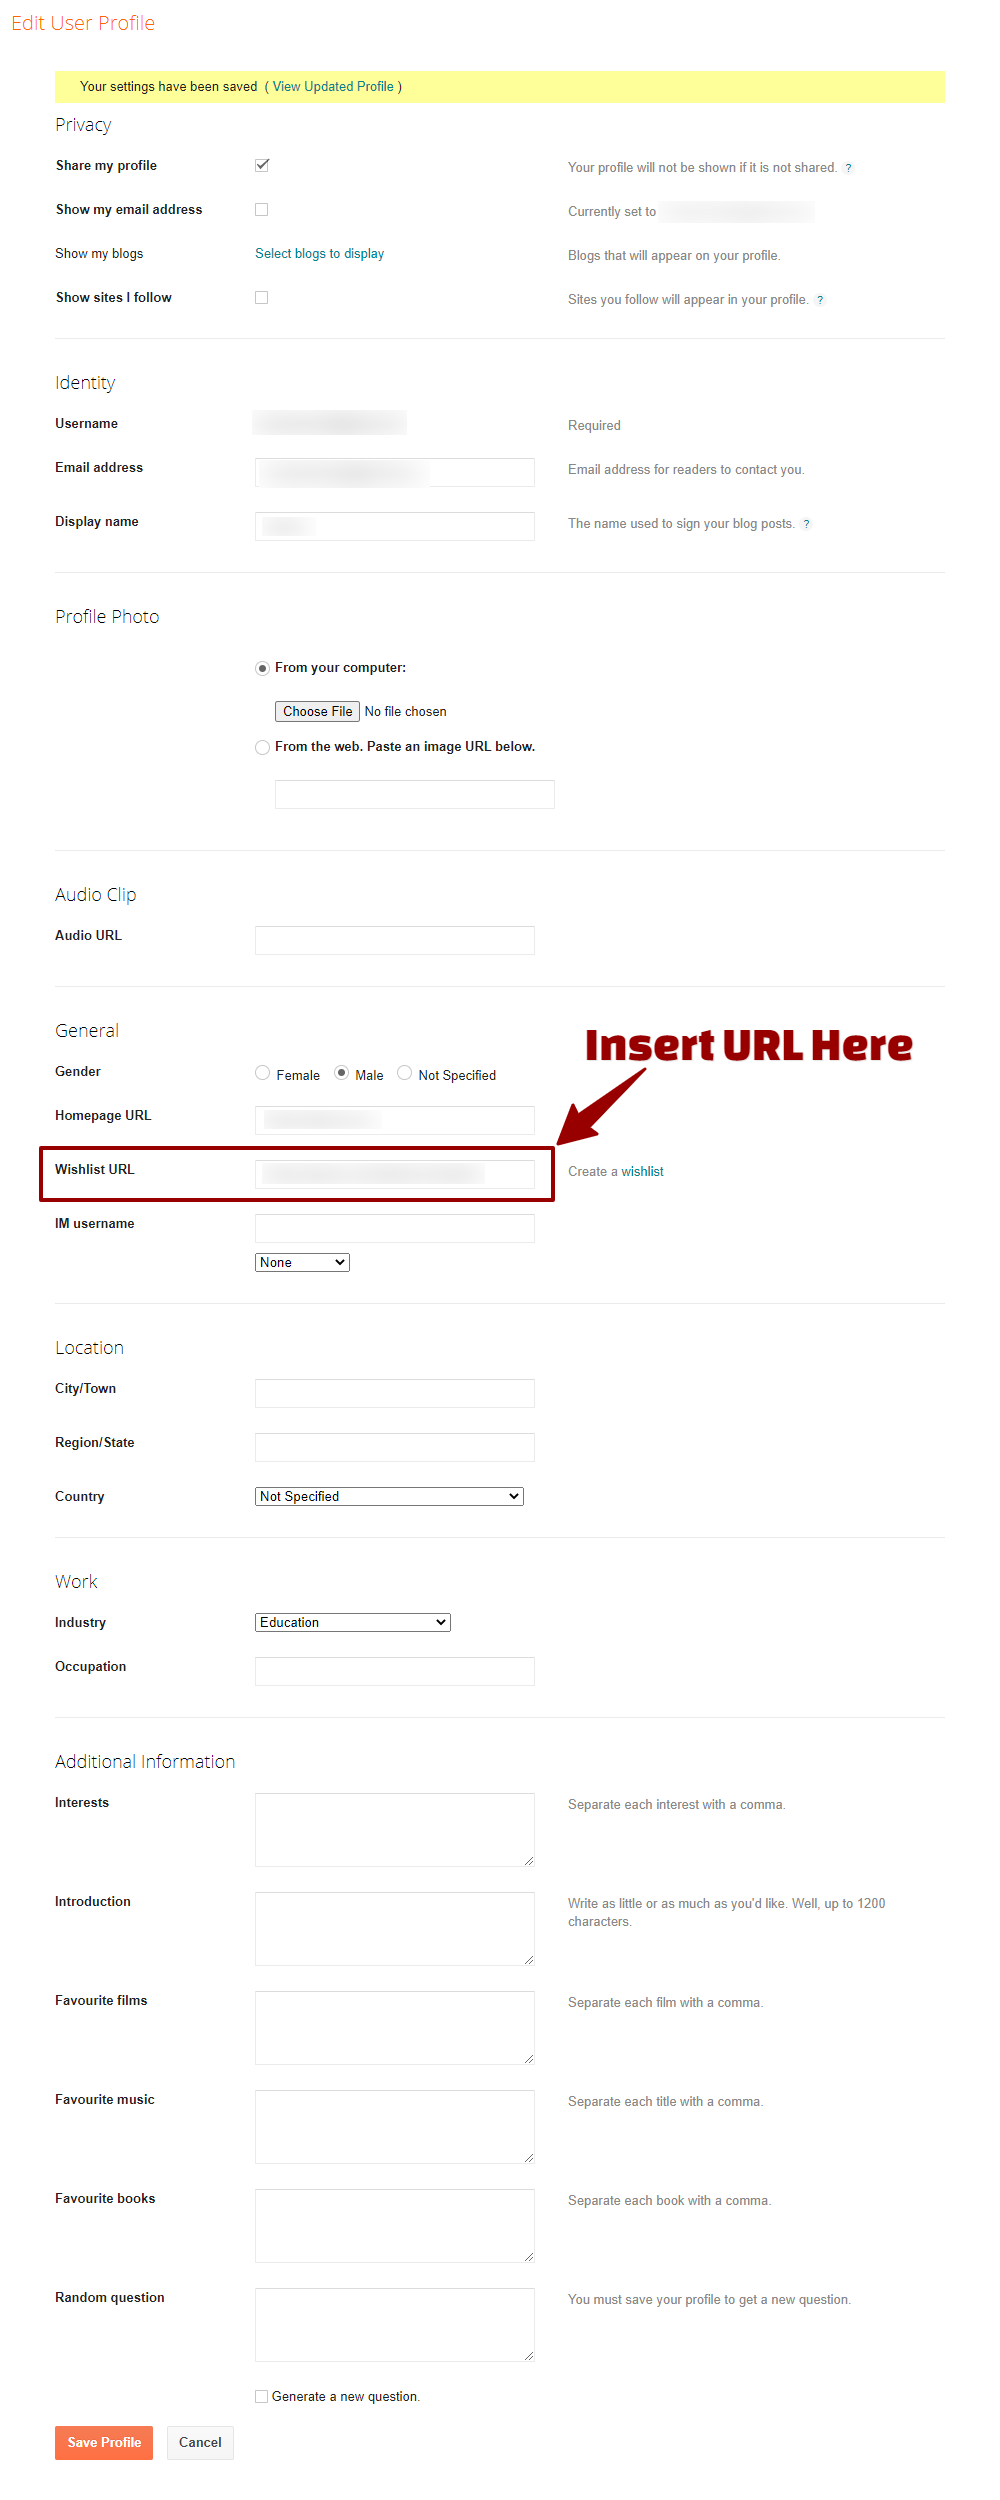 Edit User Profile
Your settings have been saved ( View Updated Profile )
Privacy
Share my profile
Your profile will not be shown if it is not shared. ?
Show my email address
Currently set to
Show my blogs
Select blogs to display
Blogs that will appear on your profile.
Show sites I follow
Sites you follow will appear in your profile. ?
Identity
Username
Required
Email address
Email address for readers to contact you.
Display name
The name used to sign your blog posts. ?
Profile Photo
From your computer:
Choose File No file chosen
From the web. Paste an image URL below.
Audio Clip
Audio URL
General
Insert URL Here
Gender
Female Male Not Specified
Homepage URL
Wishlist URL
Create a wishlist
IM username
None
Location
City/Town
Region/State
Country
Not Specified
Work
Industry
Education
Occupation
Additional Information
Interests
Separate each interest with a comma.
Introduction
Write as little or as much as you'd like. Well, up to 1200
characters.
Favourite films
Separate each film with a comma.
Favourite music
Separate each title with a comma.
Favourite books
Separate each book with a comma.
Random question
You must save your profile to get a new question.
Generate a new question.
Save Profile Cancel